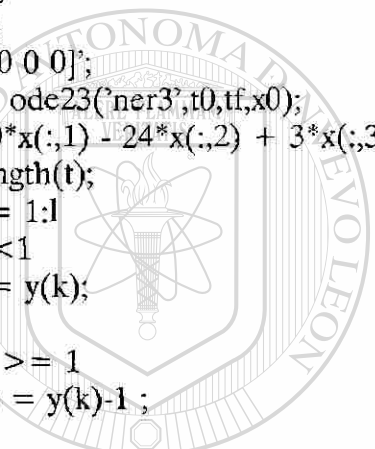 0 0 0]';
ode23('ner3',t0,tf,x0);
*x(:,1) - 24*x(:,2) + 3*x(:,3
ngth(t);
= 1:l
<1
= y(k);
>= 1
= y(k)-1 ;